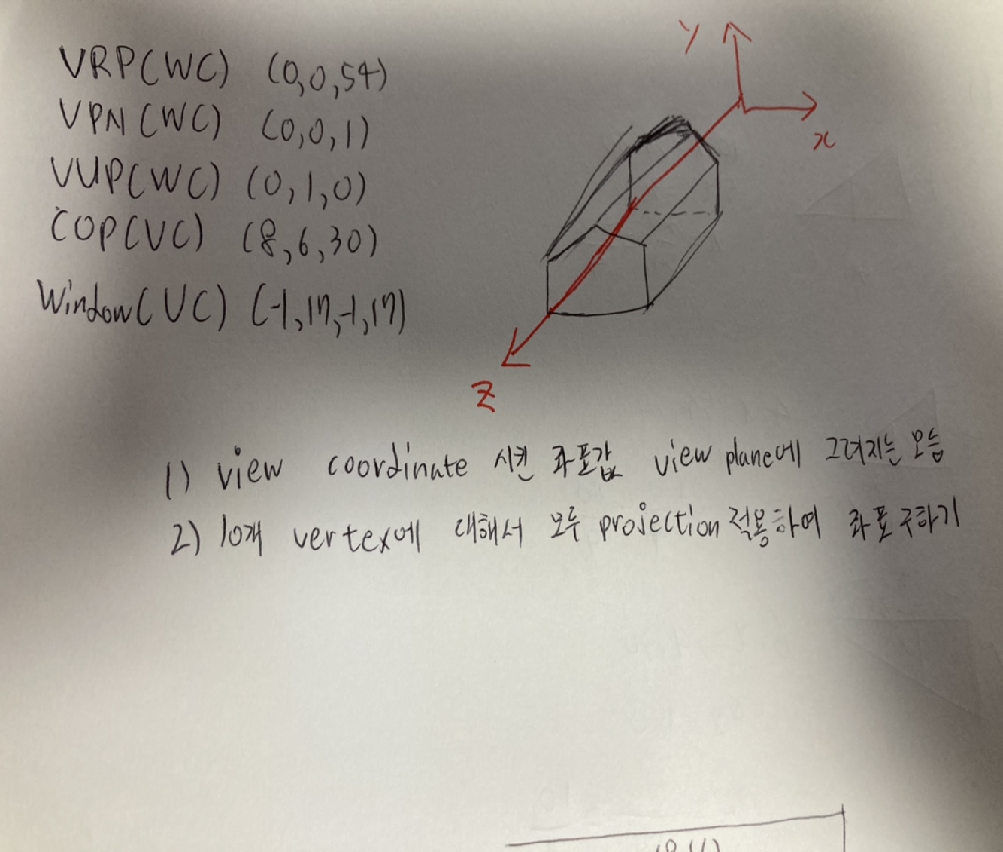 VRP(WC) (0,0,54)
VPN(WC) (0,0,1)
VUP(WC) (0,1,0)
COP(VC) (8,6,30)
Window(VC) (-1,17,-1,17)
y
x
z
1) view coordinate 시킨 좌표값 view plane에 그려지는 모습
2) 10개 vertex에 대해서 모두 projection 적용하여 좌표 구하기